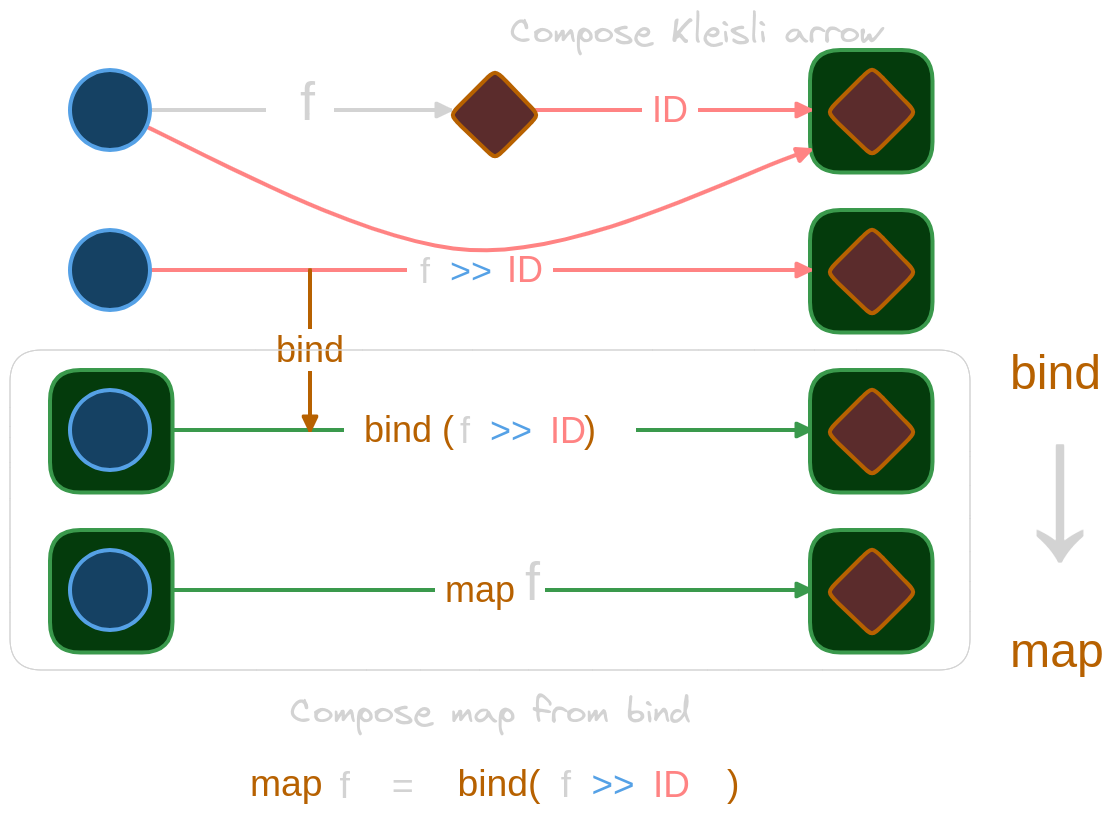 Compose Kleisli arrow
f ID
f >> ID
bind
bind
bind ( f >> ID )
map f
map
Compose map from bind
map f = bind( f >> ID )